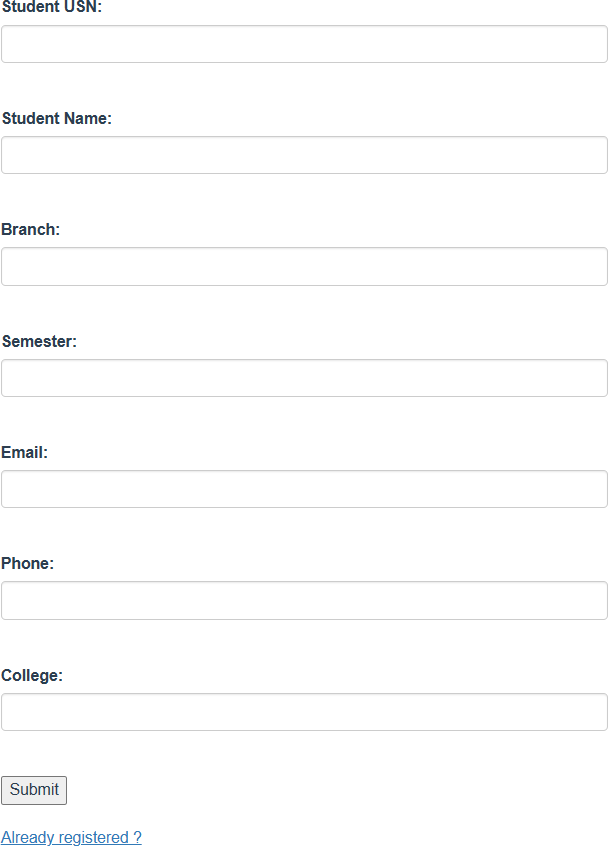 Student USN:
Student Name:
Branch:
Semester:
Email:
Phone:
College:
Submit
Already registered ?